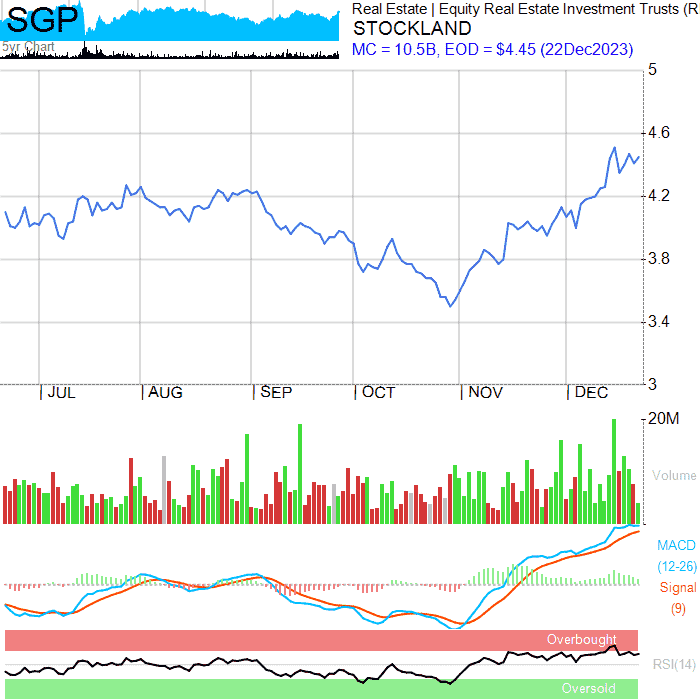 SGP
5yr Chart
Real Estate | Equity Real Estate Investment Trusts (R
STOCKLAND
MC = 10.5B, EOD = $4.45 (22Dec2023)
5
4.6
4.2
3.8
3.4
3
JUL
AUG
SEP
OCT
NOV
DEC
20M
Volume
MACD
(12-26)
Signal
(9)
Overbought
RSI(14)
Oversold